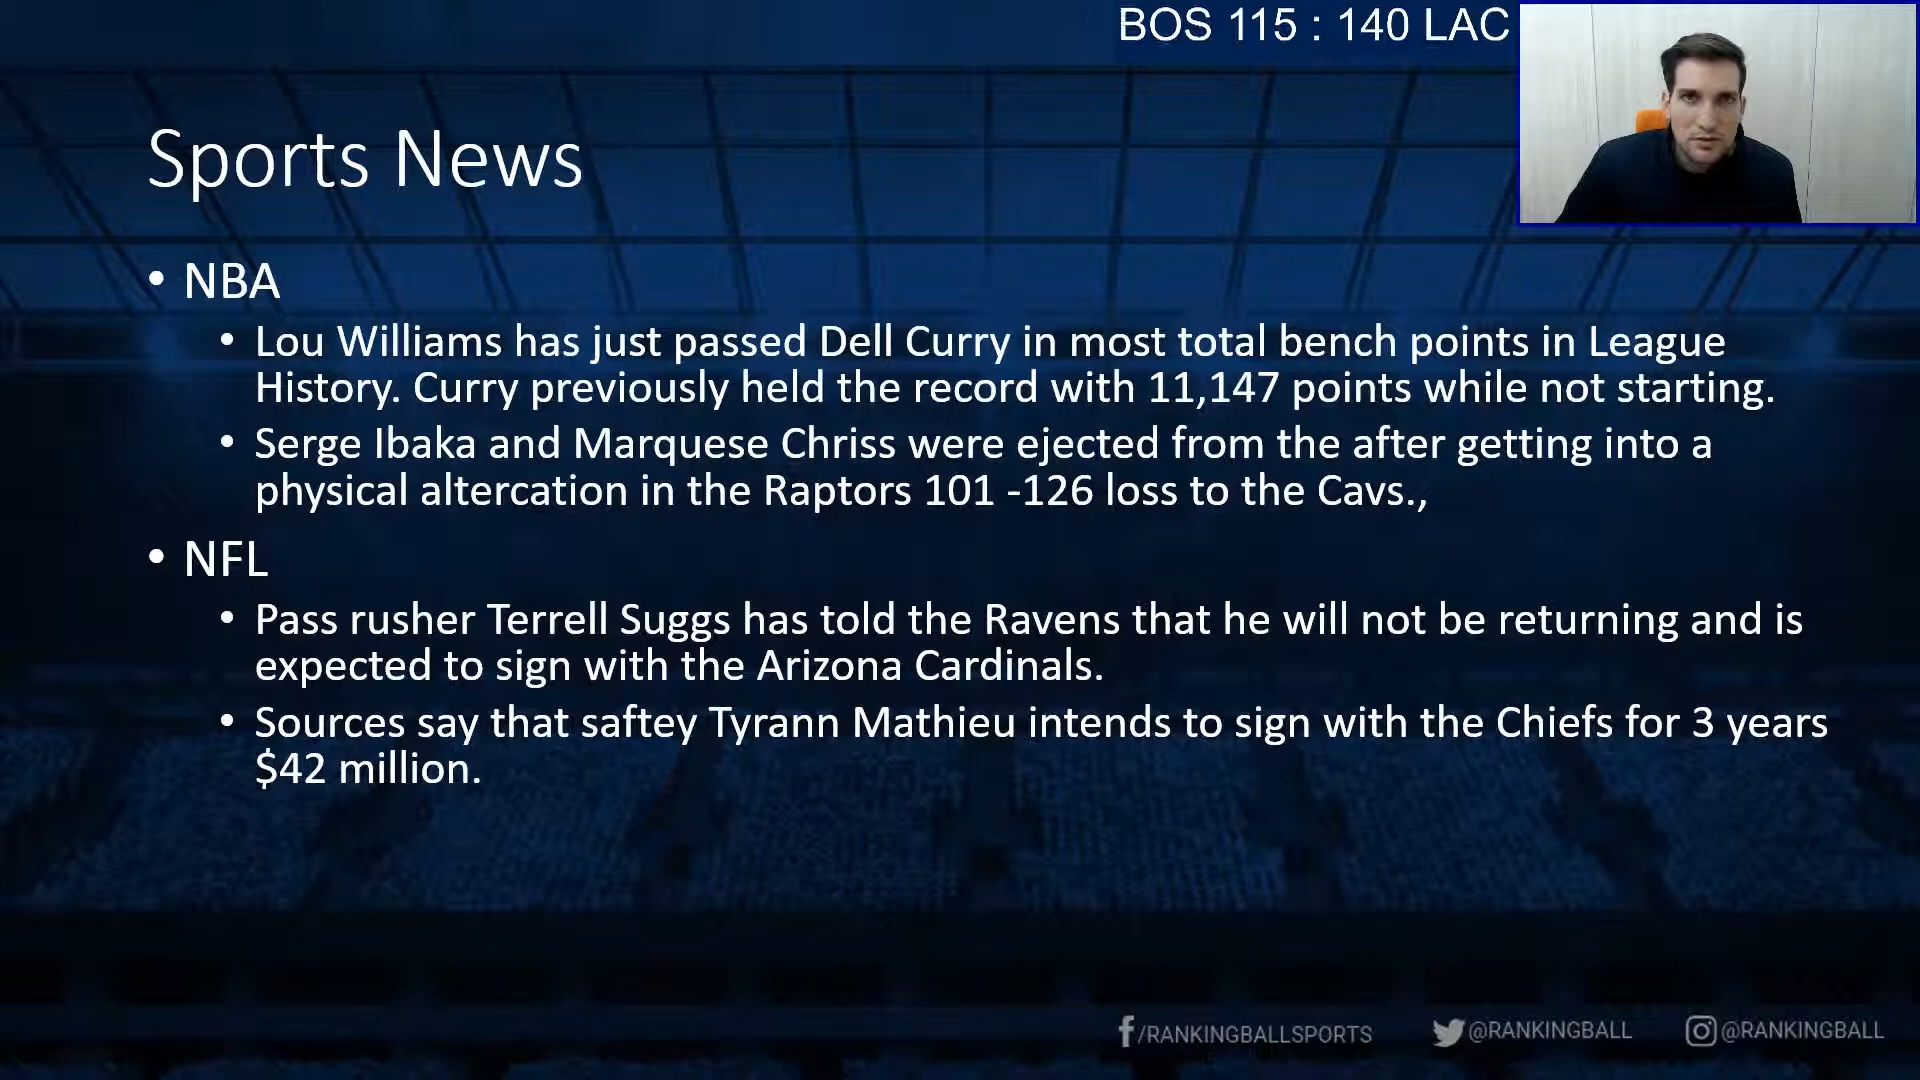 BOS 115 : 140 LAC
Sports News
• NBA
• Lou Williams has just passed Dell Curry in most total bench points in League
History. Curry previously held the record with 11,147 points while not starting.
• Serge Ibaka and Marquese Chriss were ejected from the after getting into a
physical altercation in the Raptors 101 -126 loss to the Cavs.,
• NFL
• Pass rusher Terrell Suggs has told the Ravens that he will not be returning and is
expected to sign with the Arizona Cardinals.
• Sources say that saftey Tyrann Mathieu intends to sign with the Chiefs for 3 years
$42 million.
/RANKINGBALLSPORTS @RANKINGBALL @RANKINGBALL